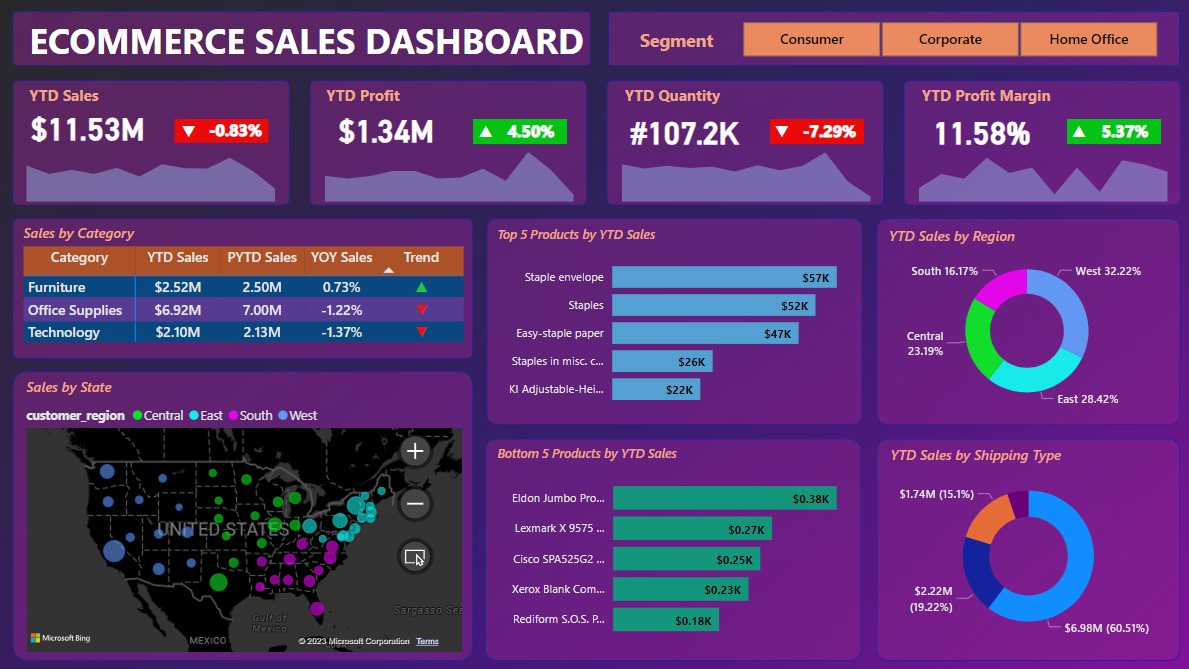 ECOMMERCE SALES DASHBOARD
Segment
Consumer
Corporate
Home Office
YTD Sales
$11.53M
-0.83%
YTD Profit
$1.34M
4.50%
YTD Quantity
#107.2K
-7.29%
YTD Profit Margin
11.58%
5.37%
Sales by Category
Category YTD Sales PYTD Sales YOY Sales Trend
Furniture $2.52M 2.50M 0.73%
Office Supplies $6.92M 7.00M -1.22%
Technology $2.10M 2.13M -1.37%
Top 5 Products by YTD Sales
Staple envelope $57K
Staples $52K
Easy-staple paper $47K
Staples in misc. c... $26K
KI Adjustable-Hei... $22K
YTD Sales by Region
South 16.17%
West 32.22%
Central
23.19%
East 28.42%
Sales by State
customer_region Central East South West
UNITED STATES
Gulf of
Mexico
Sargasso Sea
MEXICO
Microsoft Bing
© 2023 Microsoft Corporation Terms
Bottom 5 Products by YTD Sales
Eldon Jumbo Pro... $0.38K
Lexmark X 9575 ... $0.27K
Cisco SPA525G2 ... $0.25K
Xerox Blank Com... $0.23K
Rediform S.O.S. P... $0.18K
YTD Sales by Shipping Type
$1.74M (15.1%)
$2.22M
(19.22%)
$6.98M (60.51%)